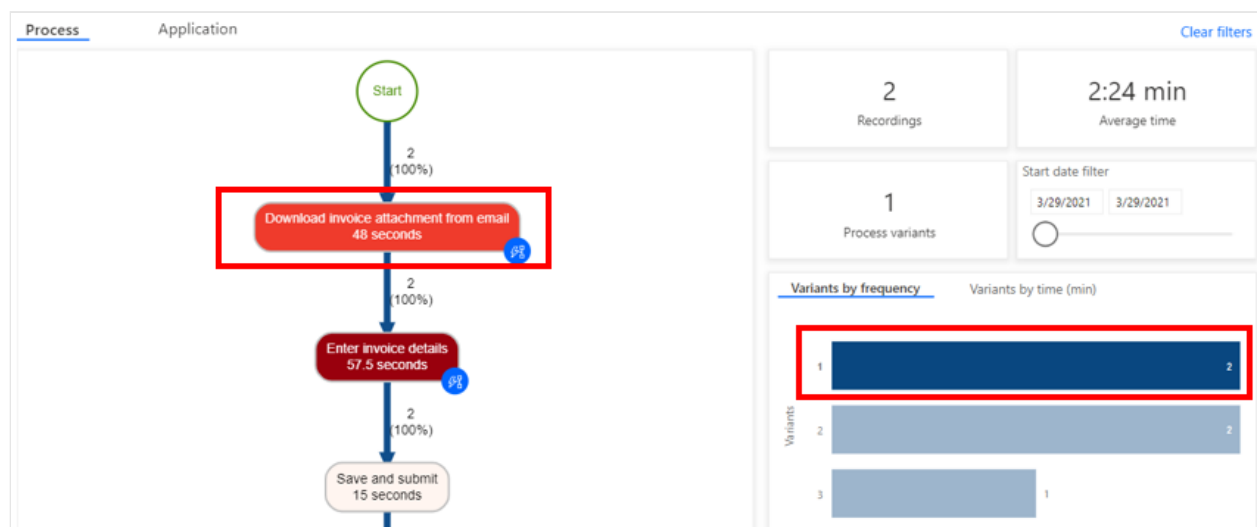 Process
Application
Clear filters
Start
2
(100%)
Download invoice attachment from email
48 seconds
2
(100%)
Enter invoice details
57.5 seconds
2
(100%)
Save and submit
15 seconds
2
Recordings
2:24 min
Average time
1
Process variants
Start date filter
3/29/2021 3/29/2021
Variants by frequency
Variants by time (min)
Variants
1 2
2 2
3 1